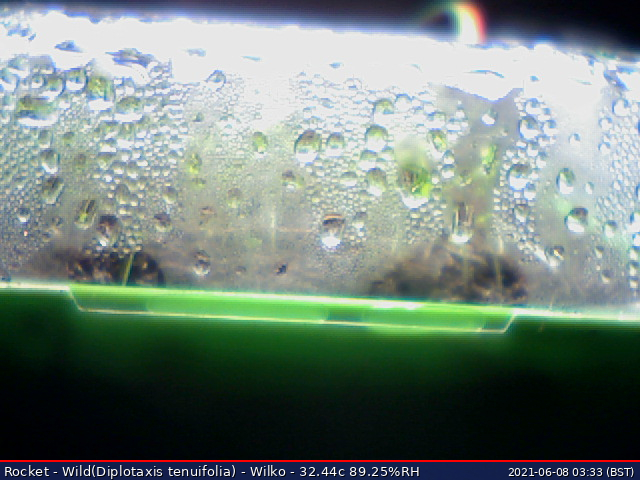 Rocket - Wild(Diplotaxis tenuifolia) - Wilko - 32.44c 89.25%RH
2021-06-08 03:33 (BST)